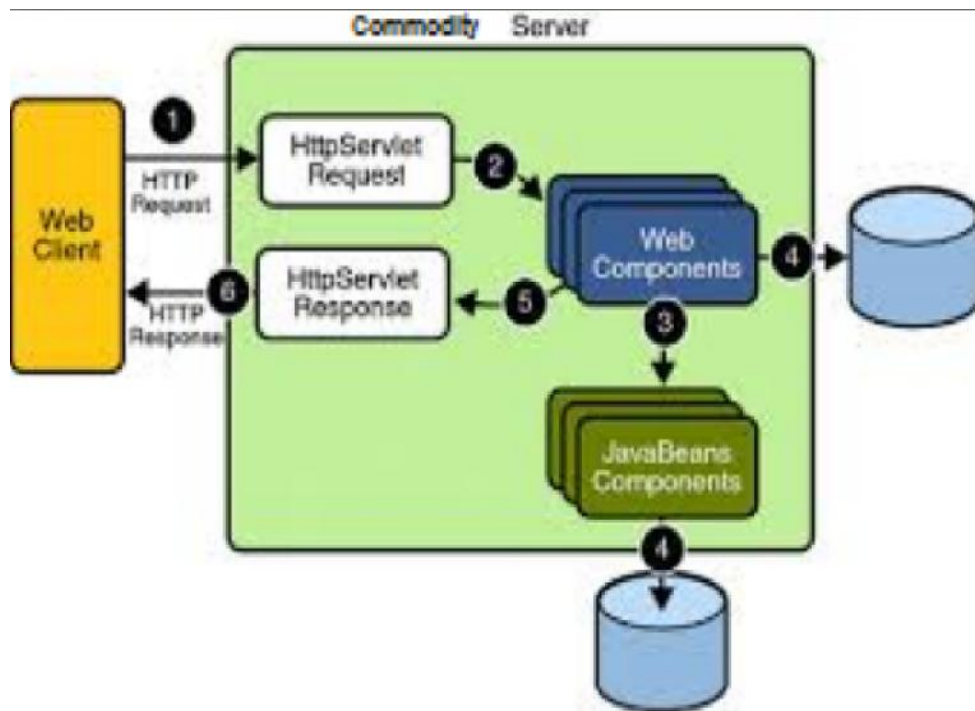 Commodity Server
1
HTTP
Request
HttpServlet
Request
2
Web
Client
Web
Components
4
HttpServlet
Response
5
6
HTTP
Response
3
JavaBeans
Components
4